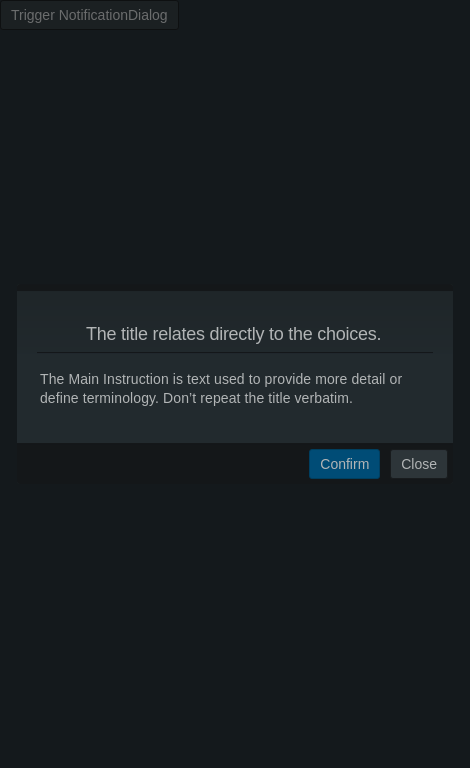 Trigger NotificationDialog
The title relates directly to the choices.
The Main Instruction is text used to provide more detail or
define terminology. Don’t repeat the title verbatim.
Confirm Close